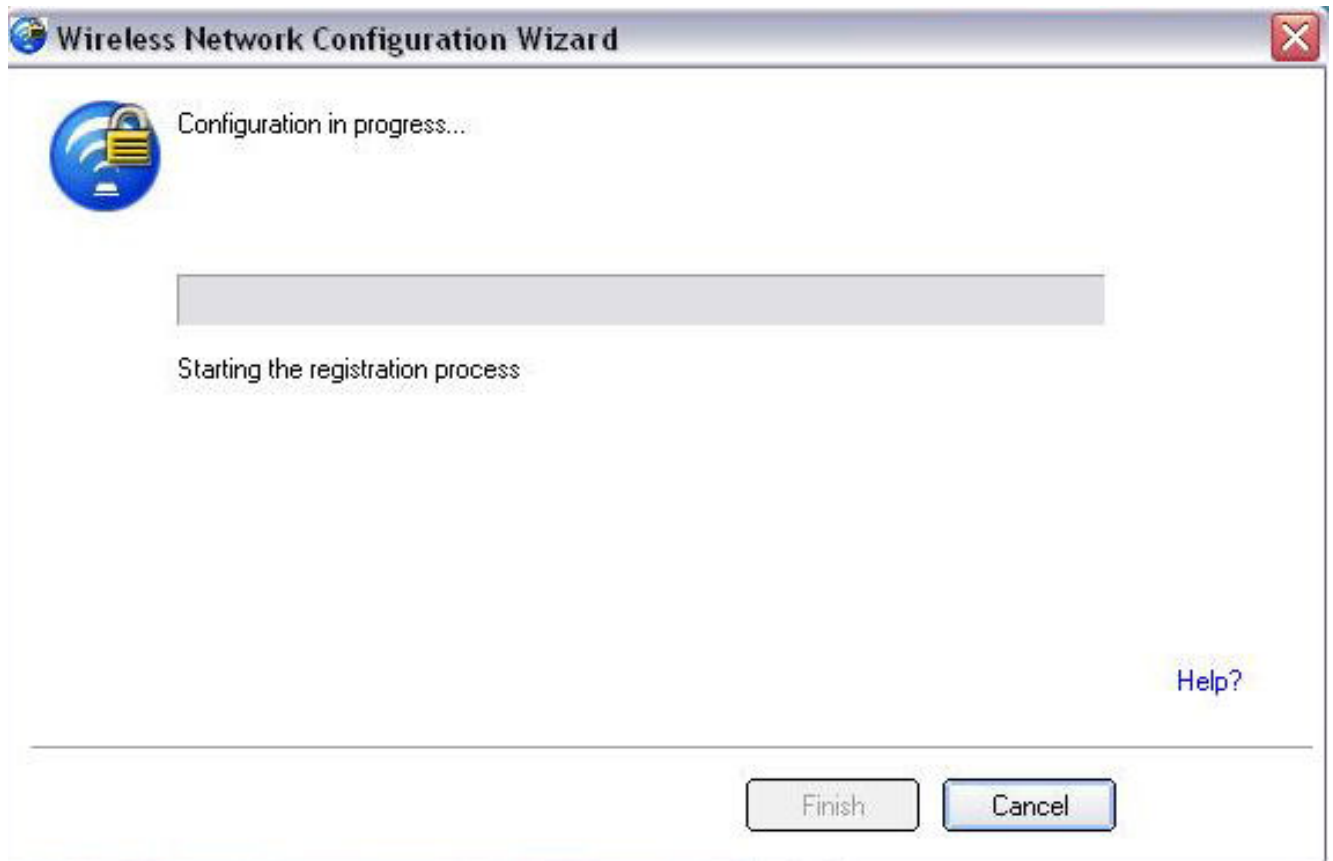 Wireless Network Configuration Wizard
Configuration in progress...
Starting the registration process
Help?
Finish
Cancel